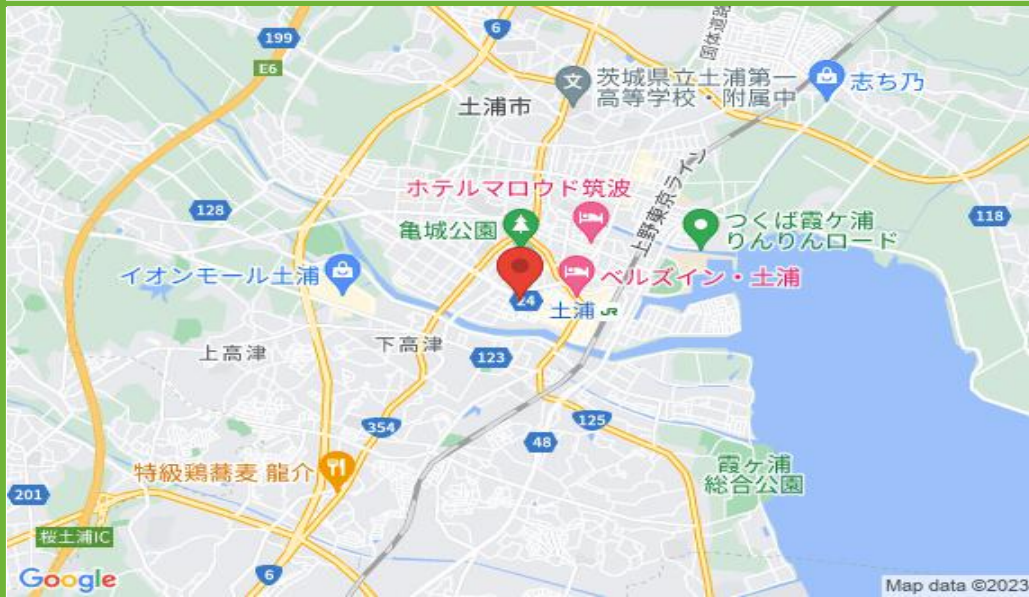 6
199
E6
国体道路
茨城県立土浦第一
高等学校・附属中
志ち乃
土浦市
上野東京ライン
ホテルマロウド筑波
128
亀城公園
つくば霞ケ浦
りんりんロード
118
イオンモール土浦
ベルズイン・土浦
24
土浦 JR
上高津
下高津
123
354
125
48
特級鶏蕎麦 龍介
霞ケ浦
総合公園
201
桜土浦IC
6
Google
Map data ©2023